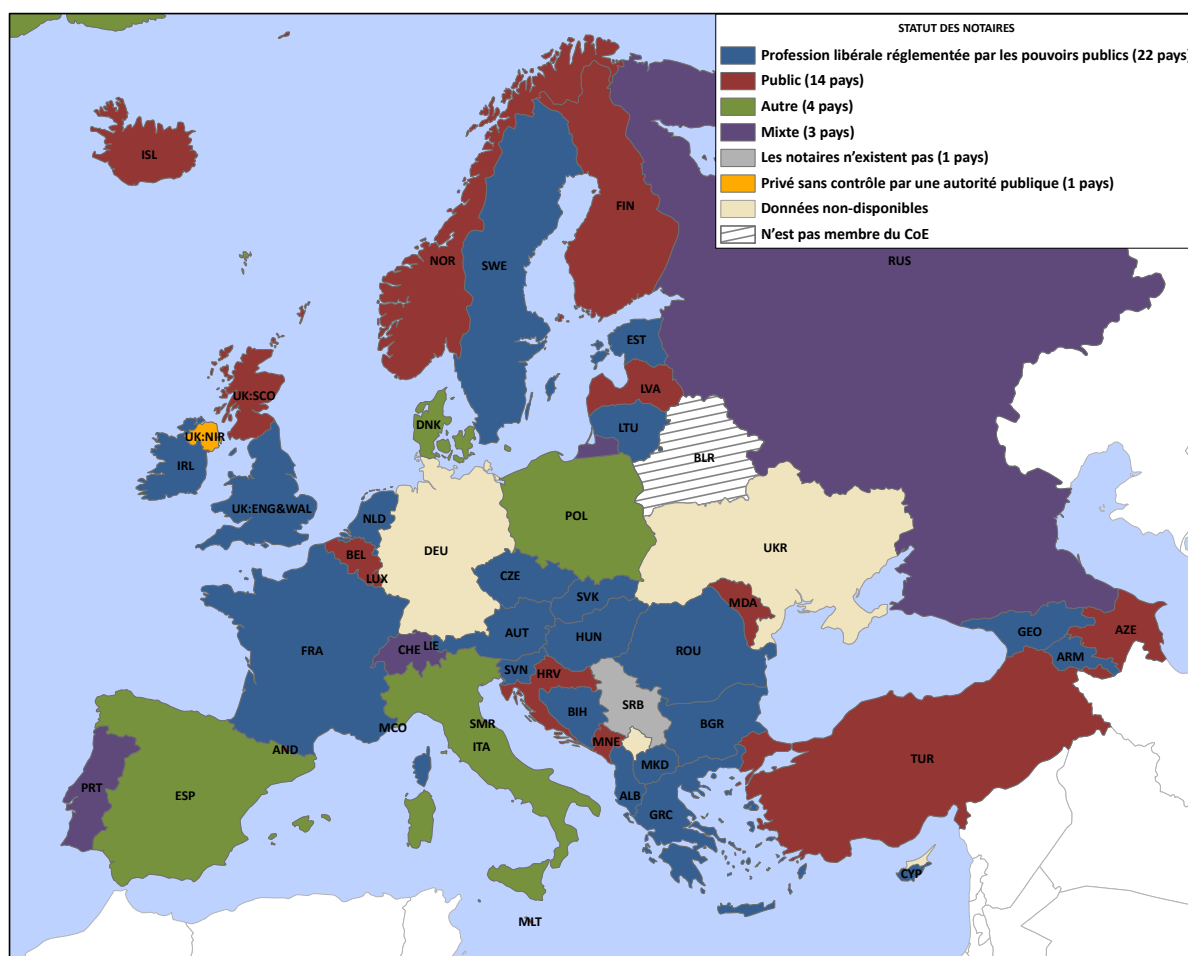 STATUT DES NOTAIRES
Profession libérale réglementée par les pouvoirs publics (22 pays)
Public (14 pays)
Autre (4 pays)
Mixte (3 pays)
Les notaires n'existent pas (1 pays)
Privé sans contrôle par une autorité publique (1 pays)
Données non-disponibles
N'est pas membre du CoE
ISL
RUS
FIN
NOR
SWE
EST
LVA
UK:SCO
DNK
LTU
UK:NIR
BLR
IRL
UK:ENG&WAL
NLD
POL
DEU
UKR
BEL
LUX
CZE
SVK
MDA
AUT
HUN
GEO
AZE
FRA
CHE
LIE
ROU
ARM
SVN
HRV
SRB
BIH
MCO
SMR
BGR
MNE
AND
ITA
MKD
TUR
PRT
ESP
ALB
GRC
CYP
MLT